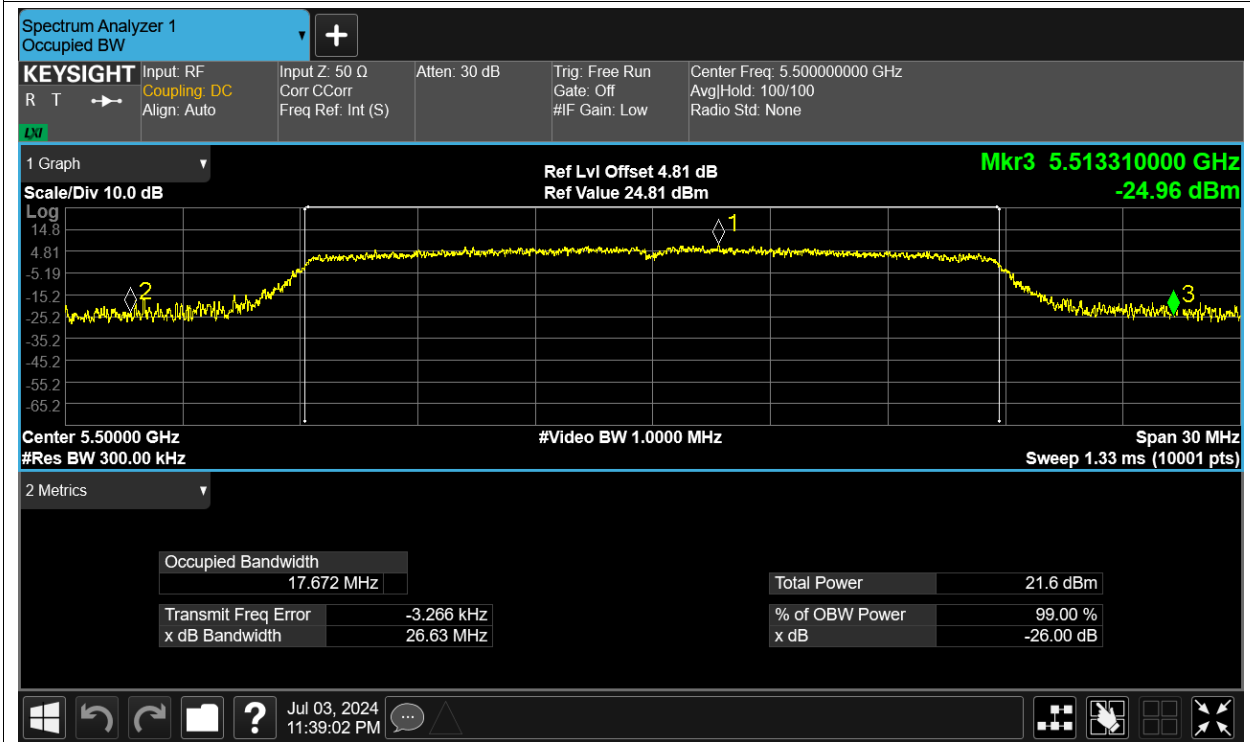 Spectrum Analyzer 1
Occupied BW
KEYSIGHT
R T
LXI
Input: RF
Coupling: DC
Align: Auto
Input Z: 50 Ω
Corr CCorr
Freq Ref: Int (S)
Atten: 30 dB
Trig: Free Run
Gate: Off
#IF Gain: Low
Center Freq: 5.500000000 GHz
Avg|Hold: 100/100
Radio Std: None
1 Graph
Scale/Div 10.0 dB
Ref Lvl Offset 4.81 dB
Ref Value 24.81 dBm
Mkr3 5.513310000 GHz
-24.96 dBm
Log
14.8
4.81
-5.19
-15.2
-25.2
-35.2
-45.2
-55.2
-65.2
1
2
3
Center 5.50000 GHz
#Video BW 1.0000 MHz
Span 30 MHz
#Res BW 300.00 kHz
Sweep 1.33 ms (10001 pts)
2 Metrics
Occupied Bandwidth
17.672 MHz
Transmit Freq Error -3.266 kHz
x dB Bandwidth 26.63 MHz
Total Power 21.6 dBm
% of OBW Power 99.00 %
x dB -26.00 dB
?
Jul 03, 2024
11:39:02 PM